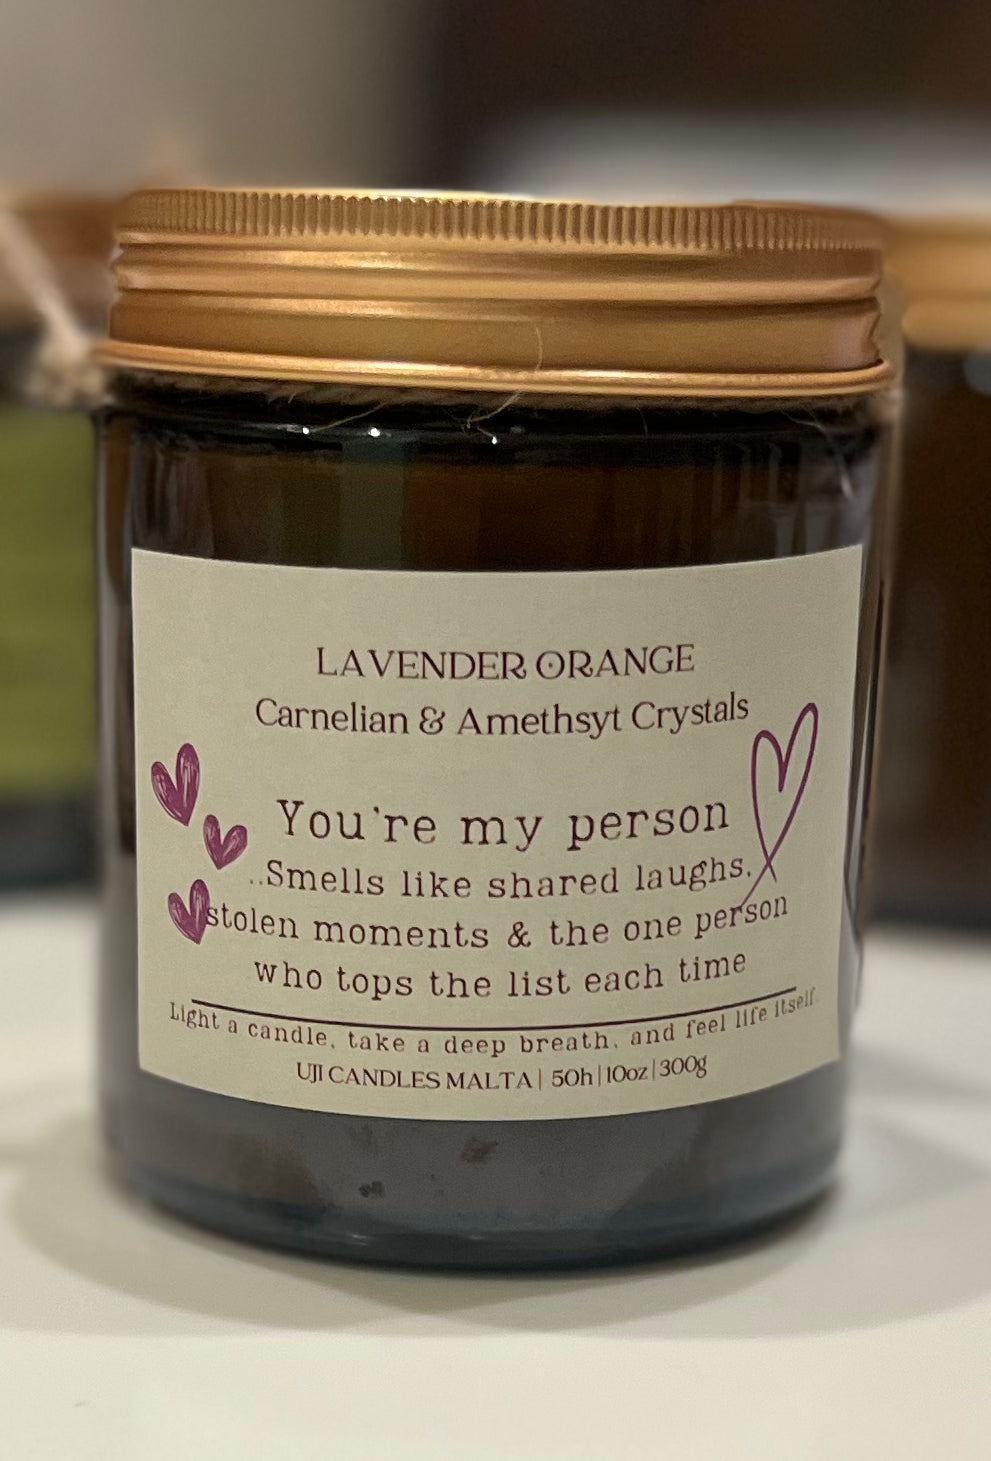 LAVENDER ORANGE
Carnelian & Amethsyt Crystals
You're my person
..Smells like shared laughs.
stolen moments & the one person
who tops the list each time
Light a candle, take a deep breath, and feel life itself
UJI CANDLES MALTA | 50h | 10oz | 300g